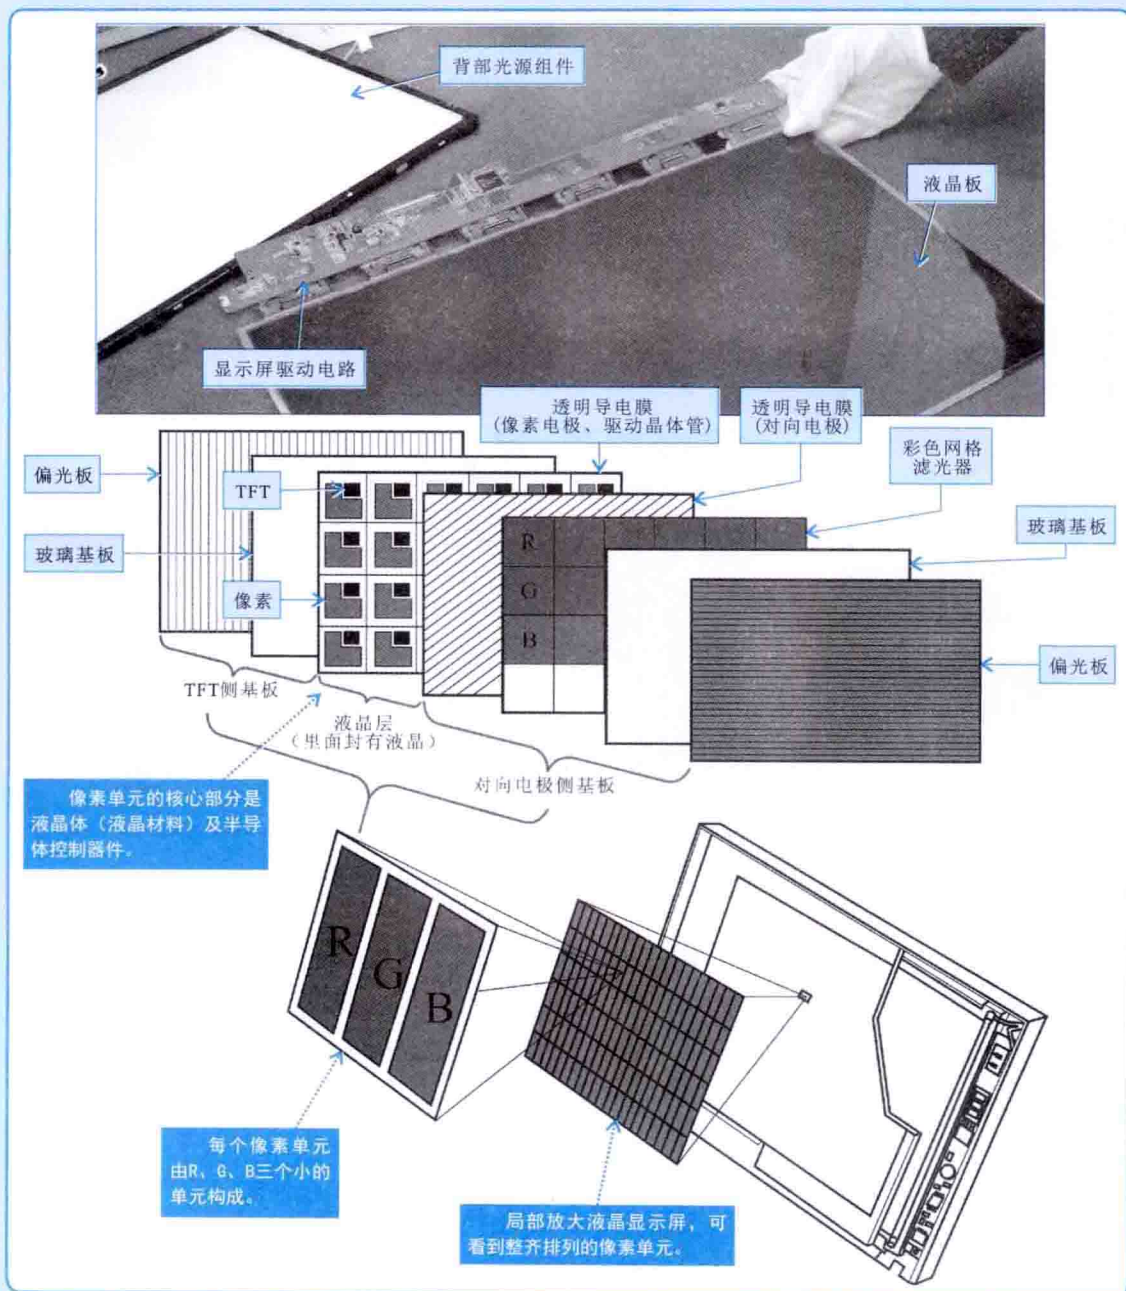 背部光源组件
液晶板
显示屏驱动电路
透明导电膜
(像素电极、驱动晶体管)
透明导电膜
(对向电极)
彩色网格
滤光器
偏光板
TFT
玻璃基板
玻璃基板
像素
R
G
B
偏光板
TFT侧基板
液晶层
(里面封有液晶)
对向电极侧基板
像素单元的核心部分是
液晶体(液晶材料)及半导
体控制器件。
R
G
B
每个像素单元
由R、G、B三个小的
单元构成。
局部放大液晶显示屏,可
看到整齐排列的像素单元。